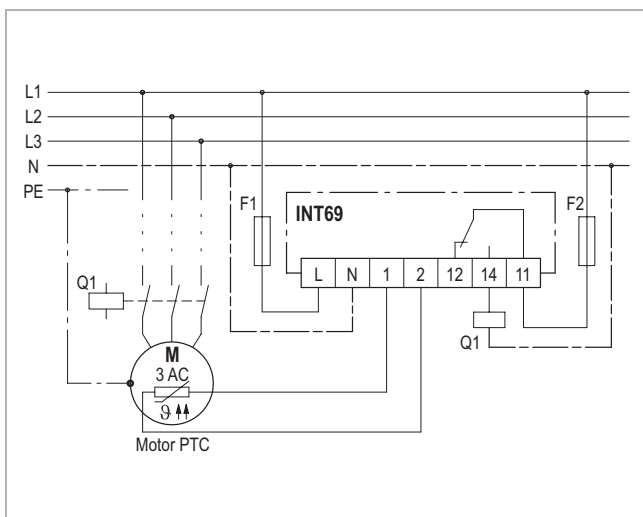 L1
L2
L3
N
PE
F1
INT69
F2
L N 1 2 12 14 11
Q1
Q1
M
3 AC
ϑ
Motor PTC